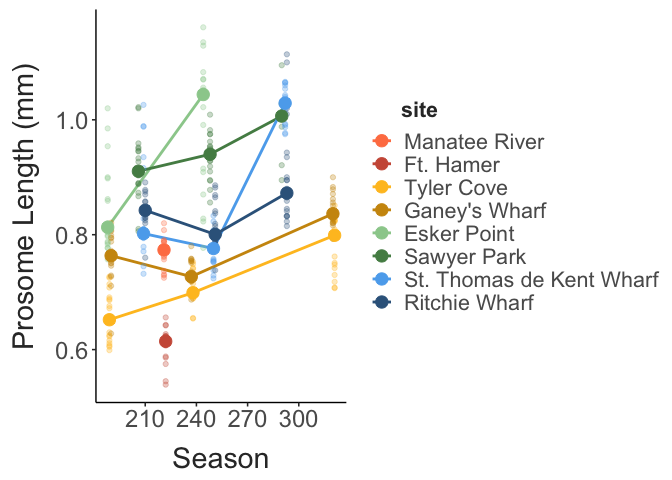 Prosome Length (mm)
1.0
0.8
0.6
210 240 270 300
Season
site
Manatee River
Ft. Hamer
Tyler Cove
Ganey's Wharf
Esker Point
Sawyer Park
St. Thomas de Kent Wharf
Ritchie Wharf